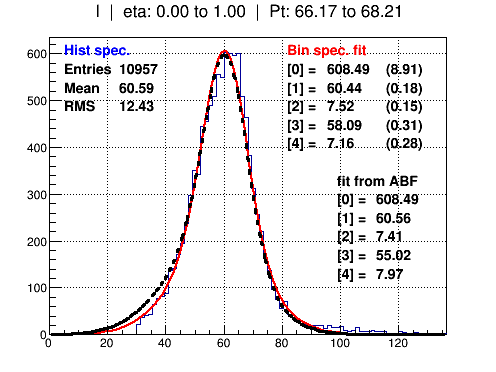 I | eta: 0.00 to 1.00 | Pt: 66.17 to 68.21
Hist spec.
Entries 10957
Mean 60.59
RMS 12.43
Bin spec. fit
[0] = 608.49 (8.91)
[1] = 60.44 (0.18)
[2] = 7.52 (0.15)
[3] = 58.09 (0.31)
[4] = 7.16 (0.28)
fit from ABF
[0] = 608.49
[1] = 60.56
[2] = 7.41
[3] = 55.02
[4] = 7.97
600
500
400
300
200
100
0
0 20 40 60 80 100 120